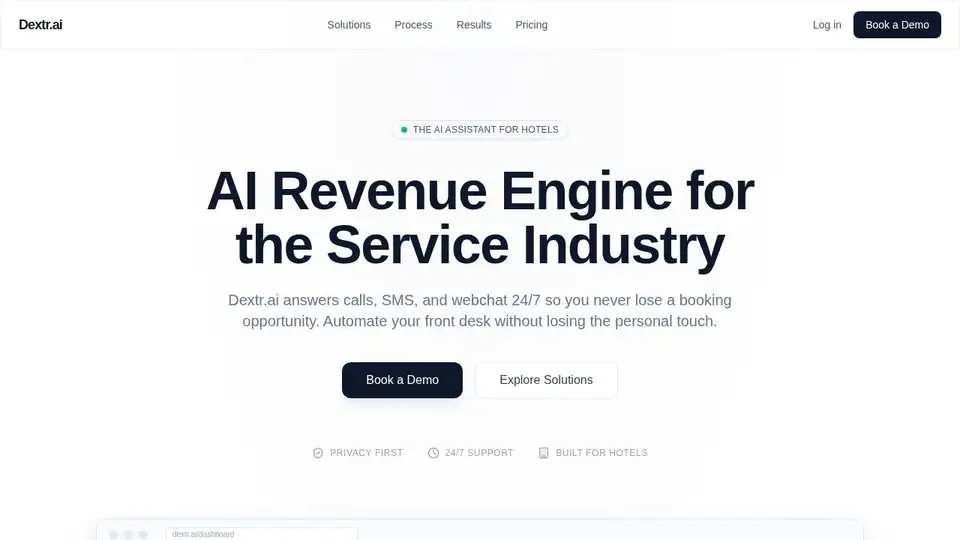 Dextr.ai
Solutions
Process
Results
Pricing
Log in
Book a Demo
THE AI ASSISTANT FOR HOTELS
AI Revenue Engine for
the Service Industry
Dextr.ai answers calls, SMS, and webchat 24/7 so you never lose a booking
opportunity. Automate your front desk without losing the personal touch.
Book a Demo
Explore Solutions
PRIVACY FIRST
24/7 SUPPORT
BUILT FOR HOTELS
dextr.ai/dashboard